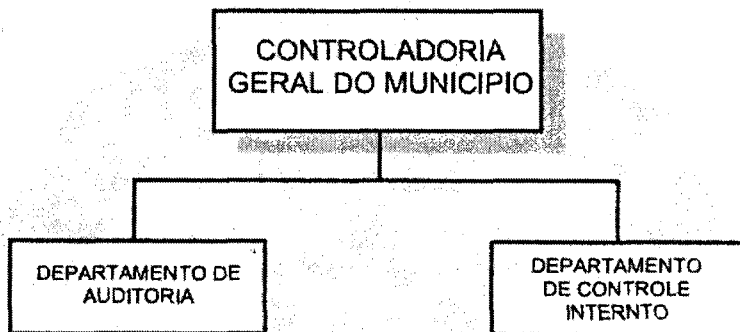 CONTROLADORIA
GERAL DO MUNICIPIO
DEPARTAMENTO DE
AUDITORIA
DEPARTAMENTO
DE CONTROLE
INTERNTO